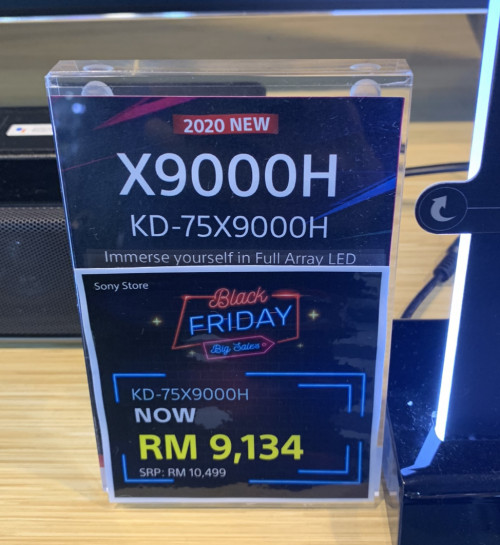 2020 NEW
X9000H
KD-75X9000H
Immerse yourself in Full Array LED
Sony Store
Black
FRIDAY
Big Sales
KD-75X9000H
NOW
RM 9,134
SRP: RM 10,499